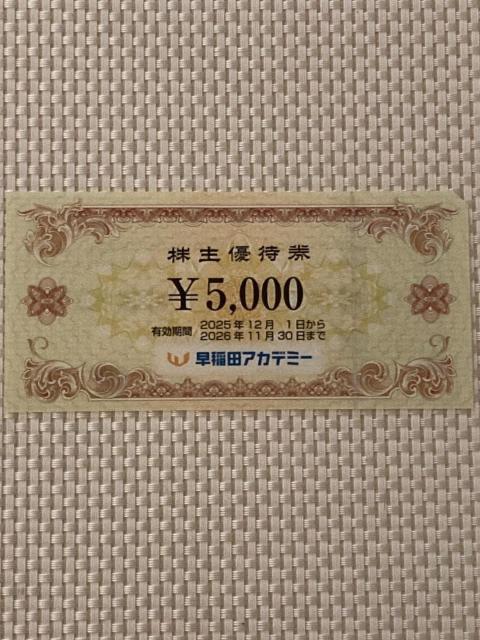 株主優待券
¥5,000
有効期間 2025年12月 1日から
2026年11月30日まで
早稲田アカデミー